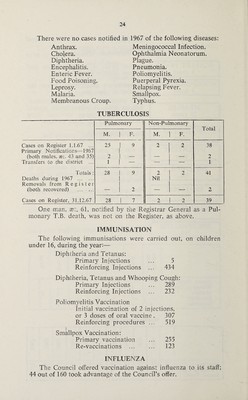 24
There were no cases notified in 1967 of the following diseases:
Anthrax. Meningococcal Infection.
Cholera. Ophthalmia Neonatorum.
Diphtheria. Plague.
Encephalitis. Pneumonia.
Enteric Fever. Poliomyelitis.
Food Poisoning. Puerperal Pyrexia.
Leprosy. Relapsing Fever.
Malaria. Smallpox.
Membranous Croup. Typhus.
TUBERCULOSIS
Pulmonary Non-Pulmonary Total
M. F. M. F.
Cases on Register 1.1.67 25 9 2 2 38
Primary Notifications—1967
(both males, æt. 43 and 35) 2 — — — 2
Transfers to the district 1 — — — 1
Totals: 28 9 2 2 41
Deaths during 1967 Nil
Removals from Register
(both recovered) — 2 — — 2
Cases on Register, 31.12.67 28 7 2 2 39
One man, æt. 61, notified by the Registrar General as a Pul-
monary T.B. death, was not on the Register, as above.
IMMUNISATION
The following immunisations were carried out, on children
under 16, during the year:—
Diphtheria and Tetanus:
Primary Injections ... 5
Reinforcing Injections ... 434
Diphtheria, Tetanus and Whooping Cough:
Primary Injections ... 289
Reinforcing Injections ... 232
Poliomyelitis Vaccination
Initial vaccination of 2 injections,
or 3 doses of oral vaccine. 307
Reinforcing procedures ... 519
Smallpox Vaccination:
Primary vaccination ... 255
Re-vaccinations ... 123
INFLUENZA
The Council offered vaccination against influenza to its staff;
44 out of 160 took advantage of the Council's offer.